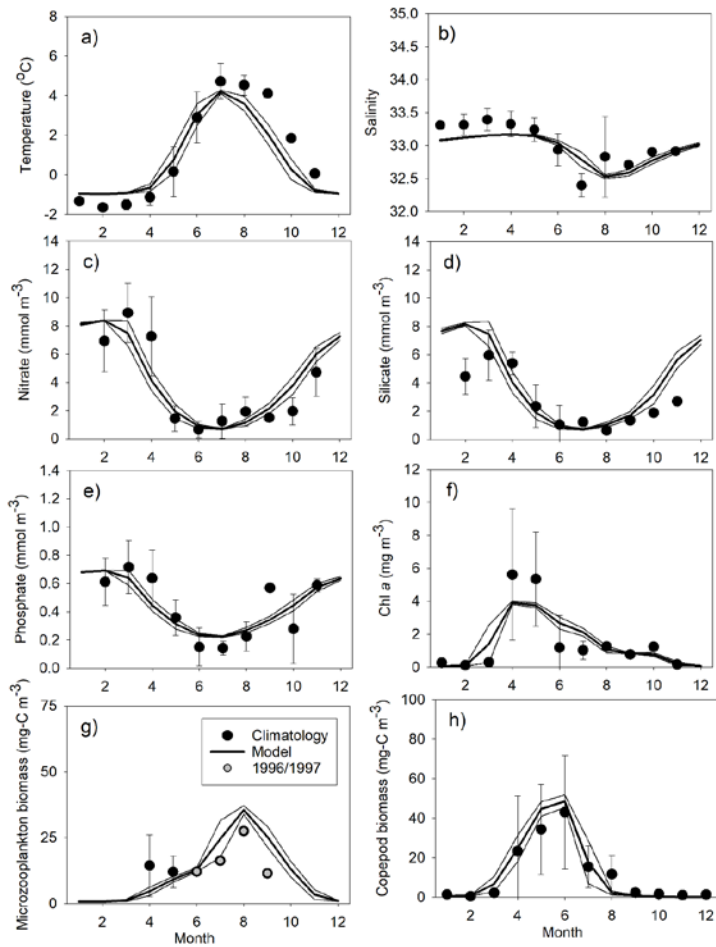 a)
Temperature (°C)
6
4
2
0
-2
2 4 6 8 10 12
b)
Salinity
35.0
34.5
34.0
33.5
33.0
32.5
32.0
2 4 6 8 10 12
c)
Nitrate (mmol m-3)
14
12
10
8
6
4
2
0
2 4 6 8 10 12
d)
Silicate (mmol m-3)
14
12
10
8
6
4
2
0
2 4 6 8 10 12
e)
Phosphate (mmol m-3)
1.4
1.2
1.0
0.8
0.6
0.4
0.2
0.0
2 4 6 8 10 12
f)
Chl a (mg m-3)
12
10
8
6
4
2
0
2 4 6 8 10 12
g)
Microzooplankton biomass (mg-C m-3)
75
50
25
0
Climatology
Model
1996/1997
2 4 6 8 10 12
Month
h)
Copepod biomass (mg-C m-3)
100
80
60
40
20
0
2 4 6 8 10 12
Month